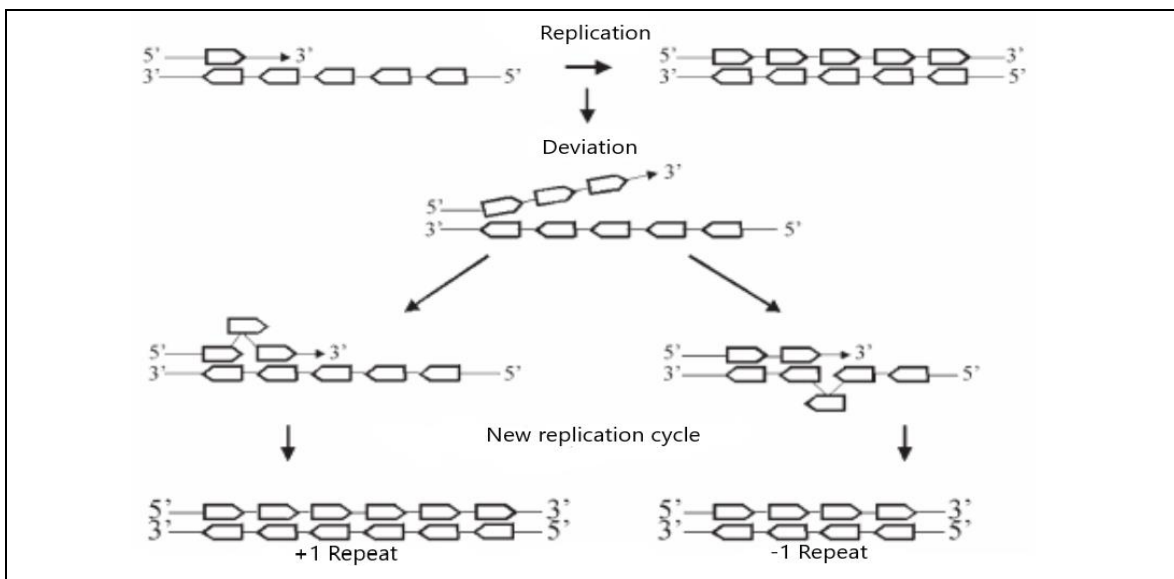 Replication
5’ 3’ 5’ 3’
3’ 5’ 3’ 5’
Deviation
3’
5’
3’ 5’
5’ 3’ 5’ 3’
3’ 5’ 3’ 5’
New replication cycle
5’ 3’ 5’ 3’
3’ 5’ 3’ 5’
+1 Repeat -1 Repeat